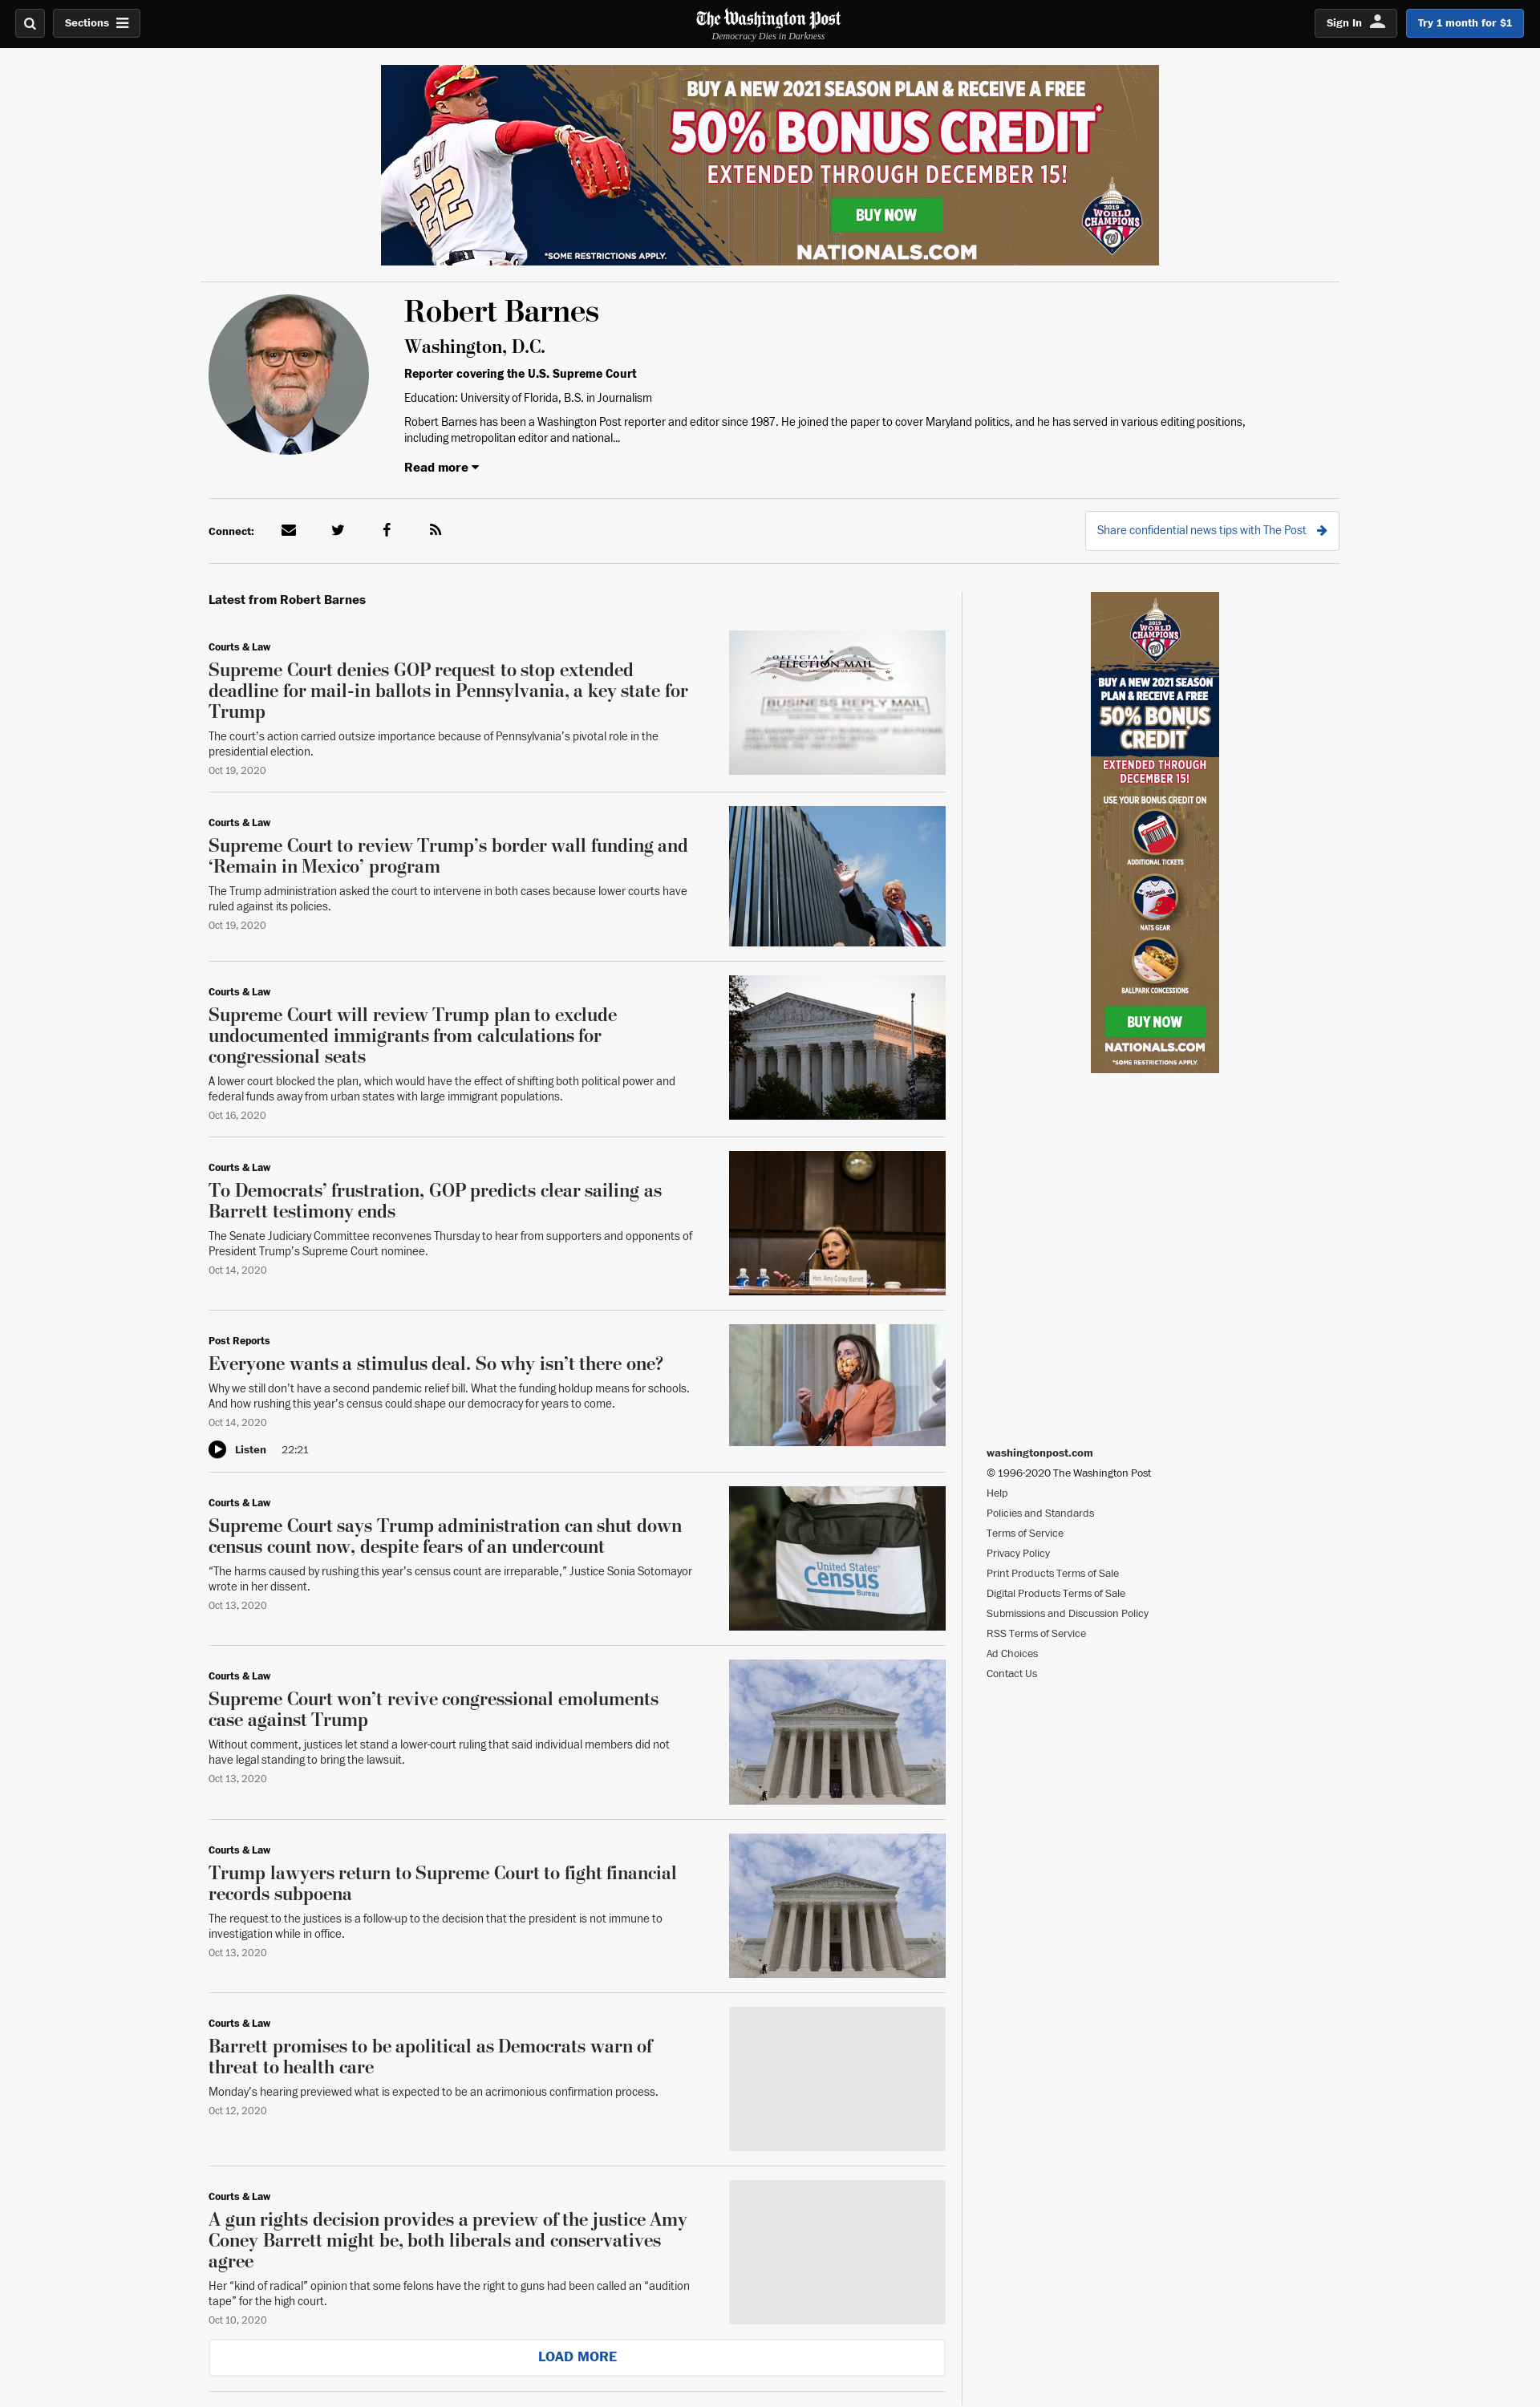 Sections
The Washington Post
Democracy Dies in Darkness
Sign In
Try 1 month for $1
SOTO
22
BUY A NEW 2021 SEASON PLAN & RECEIVE A FREE
50% BONUS CREDIT*
EXTENDED THROUGH DECEMBER 15!
BUY NOW
*SOME RESTRICTIONS APPLY.
NATIONALS.COM
2019
WORLD
CHAMPIONS
W
Robert Barnes
Washington, D.C.
Reporter covering the U.S. Supreme Court
Education: University of Florida, B.S. in Journalism
Robert Barnes has been a Washington Post reporter and editor since 1987. He joined the paper to cover Maryland politics, and he has served in various editing positions,
including metropolitan editor and national...
Read more
Connect:
Share confidential news tips with The Post
Latest from Robert Barnes
Courts & Law
Supreme Court denies GOP request to stop extended
deadline for mail-in ballots in Pennsylvania, a key state for
Trump
The court’s action carried outsize importance because of Pennsylvania’s pivotal role in the
presidential election.
Oct 19, 2020
OFFICIAL
ELECTION MAIL
BUSINESS REPLY MAIL
Courts & Law
Supreme Court to review Trump’s border wall funding and
‘Remain in Mexico’ program
The Trump administration asked the court to intervene in both cases because lower courts have
ruled against its policies.
Oct 19, 2020
Courts & Law
Supreme Court will review Trump plan to exclude
undocumented immigrants from calculations for
congressional seats
A lower court blocked the plan, which would have the effect of shifting both political power and
federal funds away from urban states with large immigrant populations.
Oct 16, 2020
Courts & Law
To Democrats’ frustration, GOP predicts clear sailing as
Barrett testimony ends
The Senate Judiciary Committee reconvenes Thursday to hear from supporters and opponents of
President Trump’s Supreme Court nominee.
Oct 14, 2020
Hon. Amy Coney Barrett
Post Reports
Everyone wants a stimulus deal. So why isn’t there one?
Why we still don’t have a second pandemic relief bill. What the funding holdup means for schools.
And how rushing this year’s census could shape our democracy for years to come.
Oct 14, 2020
Listen 22:21
Courts & Law
Supreme Court says Trump administration can shut down
census count now, despite fears of an undercount
“The harms caused by rushing this year’s census count are irreparable,” Justice Sonia Sotomayor
wrote in her dissent.
Oct 13, 2020
United States®
Census
Bureau
Courts & Law
Supreme Court won’t revive congressional emoluments
case against Trump
Without comment, justices let stand a lower-court ruling that said individual members did not
have legal standing to bring the lawsuit.
Oct 13, 2020
Courts & Law
Trump lawyers return to Supreme Court to fight financial
records subpoena
The request to the justices is a follow-up to the decision that the president is not immune to
investigation while in office.
Oct 13, 2020
Courts & Law
Barrett promises to be apolitical as Democrats warn of
threat to health care
Monday’s hearing previewed what is expected to be an acrimonious confirmation process.
Oct 12, 2020
Courts & Law
A gun rights decision provides a preview of the justice Amy
Coney Barrett might be, both liberals and conservatives
agree
Her “kind of radical” opinion that some felons have the right to guns had been called an “audition
tape” for the high court.
Oct 10, 2020
LOAD MORE
2019
WORLD
CHAMPIONS
W
BUY A NEW 2021 SEASON
PLAN & RECEIVE A FREE
50% BONUS
CREDIT*
EXTENDED THROUGH
DECEMBER 15!
USE YOUR BONUS CREDIT ON
ADDITIONAL TICKETS
NATS GEAR
BALLPARK CONCESSIONS
BUY NOW
NATIONALS.COM
*SOME RESTRICTIONS APPLY.
washingtonpost.com
© 1996-2020 The Washington Post
Help
Policies and Standards
Terms of Service
Privacy Policy
Print Products Terms of Sale
Digital Products Terms of Sale
Submissions and Discussion Policy
RSS Terms of Service
Ad Choices
Contact Us